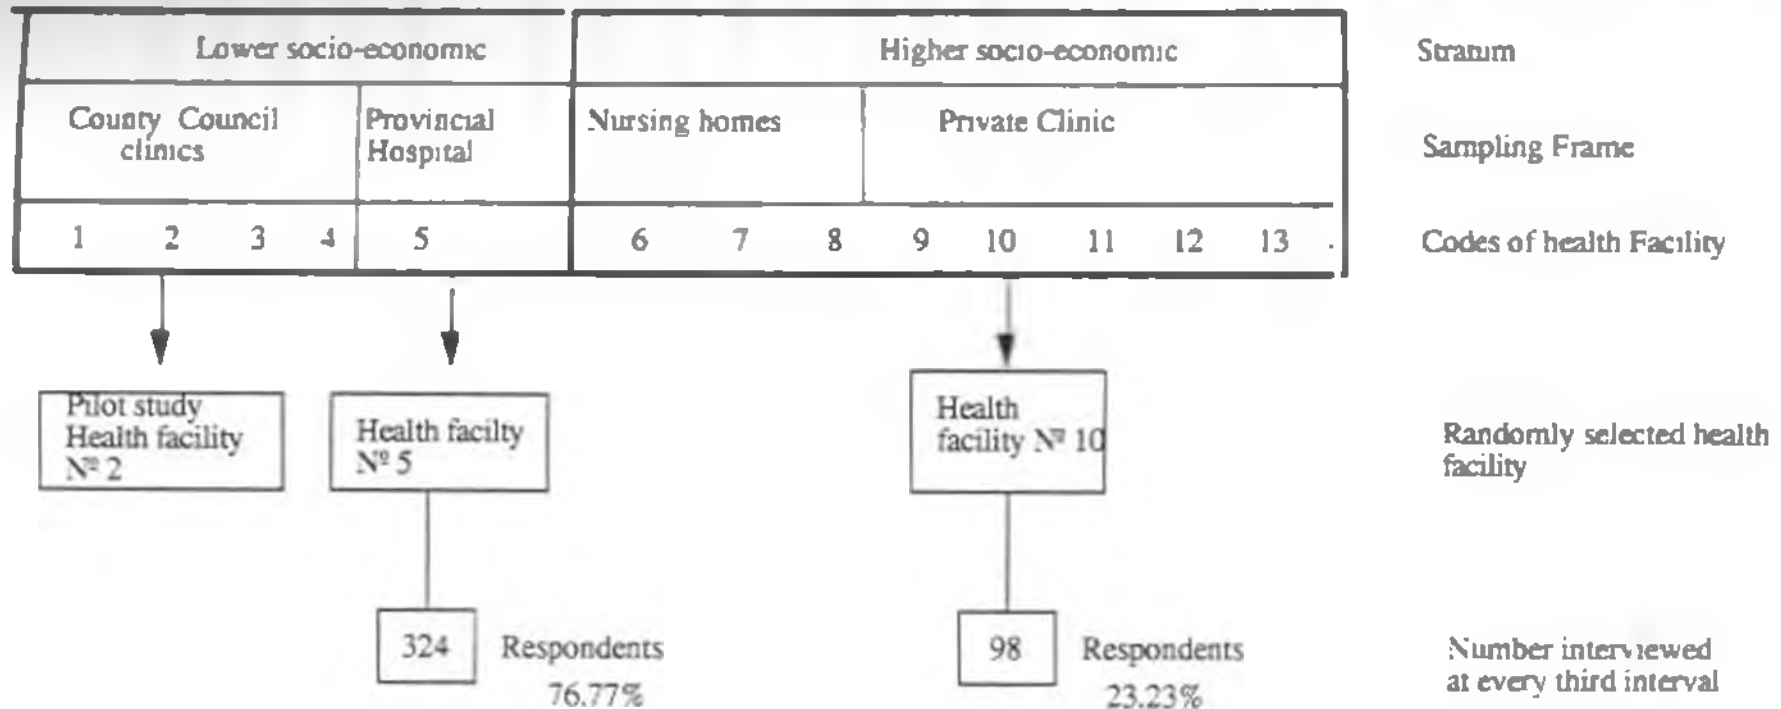 Lower socio-economic
Higher socio-economic
Stratum
County Council
clinics
Provincial
Hospital
Nursing homes
Private Clinic
Sampling Frame
1 2 3 4 5 6 7 8 9 10 11 12 13 .
Codes of health Facility
Pilot study
Health facility
Nº 2
Health facilty
Nº 5
Health
facility Nº 10
Randomly selected health
facility
324
Respondents
76.77%
98
Respondents
23.23%
Number interviewed
at every third interval